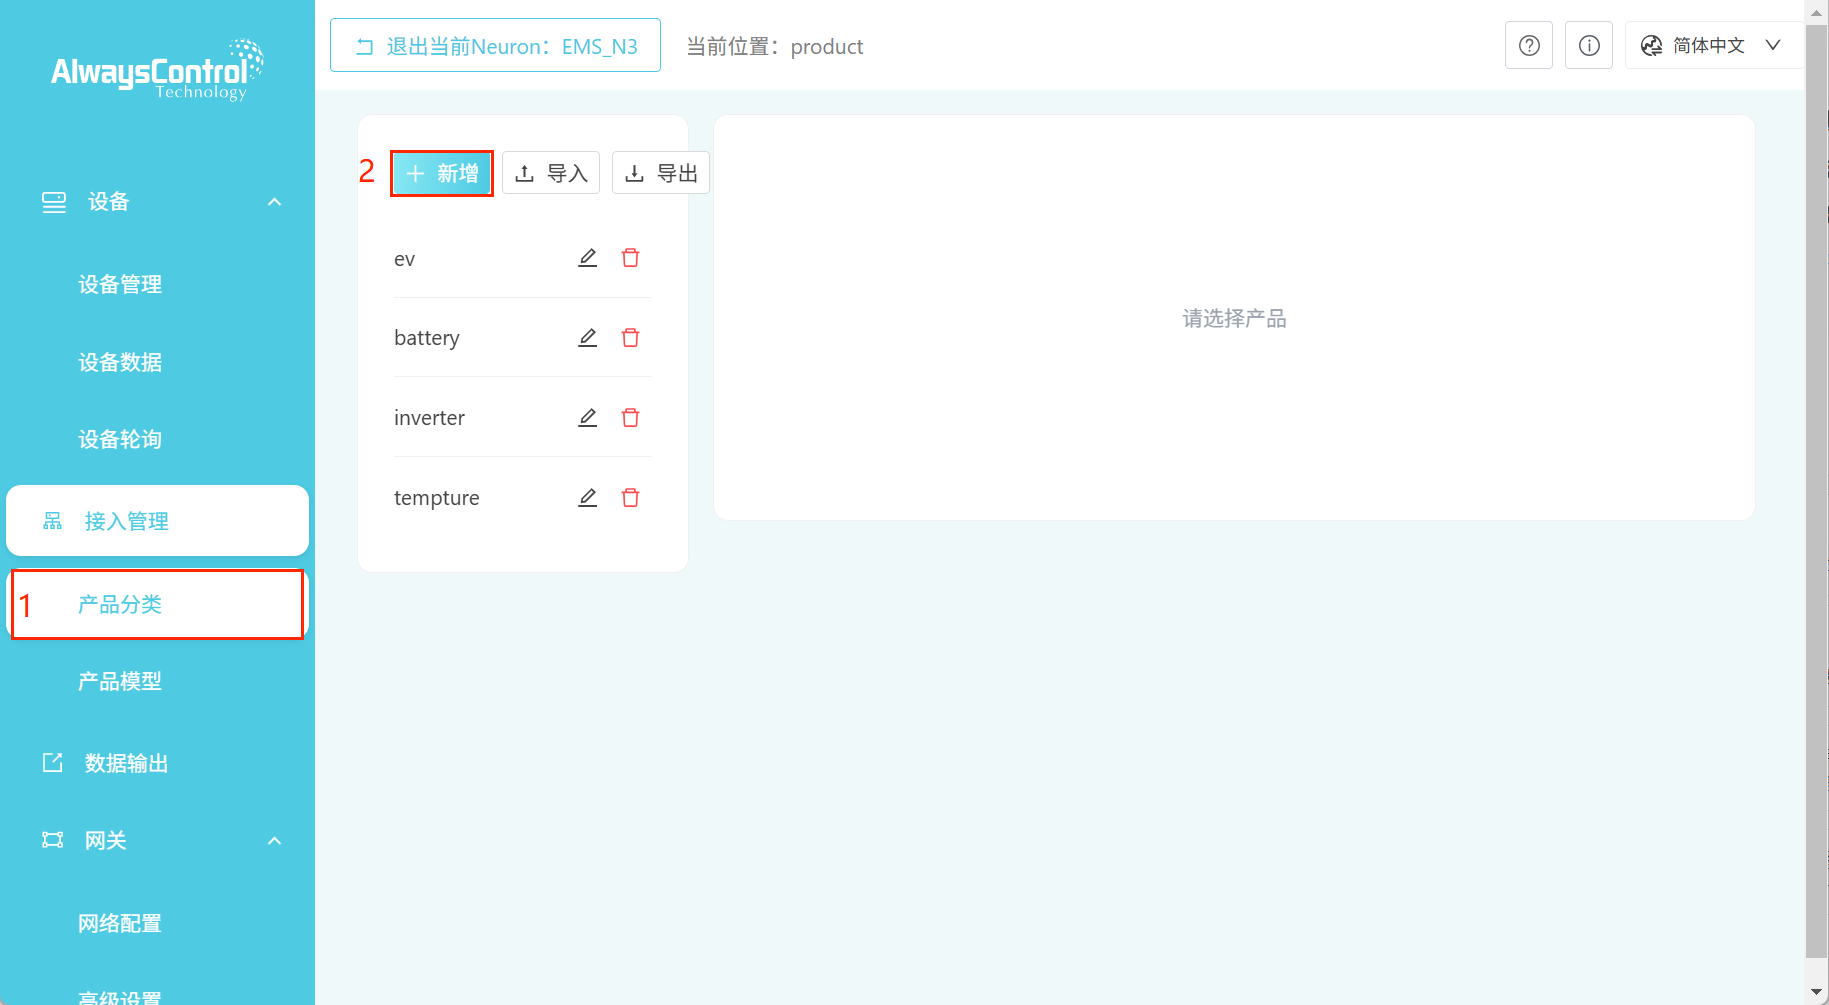 AlwaysControl
Technology
设备
设备管理
设备数据
设备轮询
接入管理
1 产品分类
产品模型
数据输出
网关
网络配置
高级设置
退出当前Neuron：EMS_N3
当前位置：product
简体中文
2 新增 导入 导出
ev
battery
inverter
tempture
请选择产品